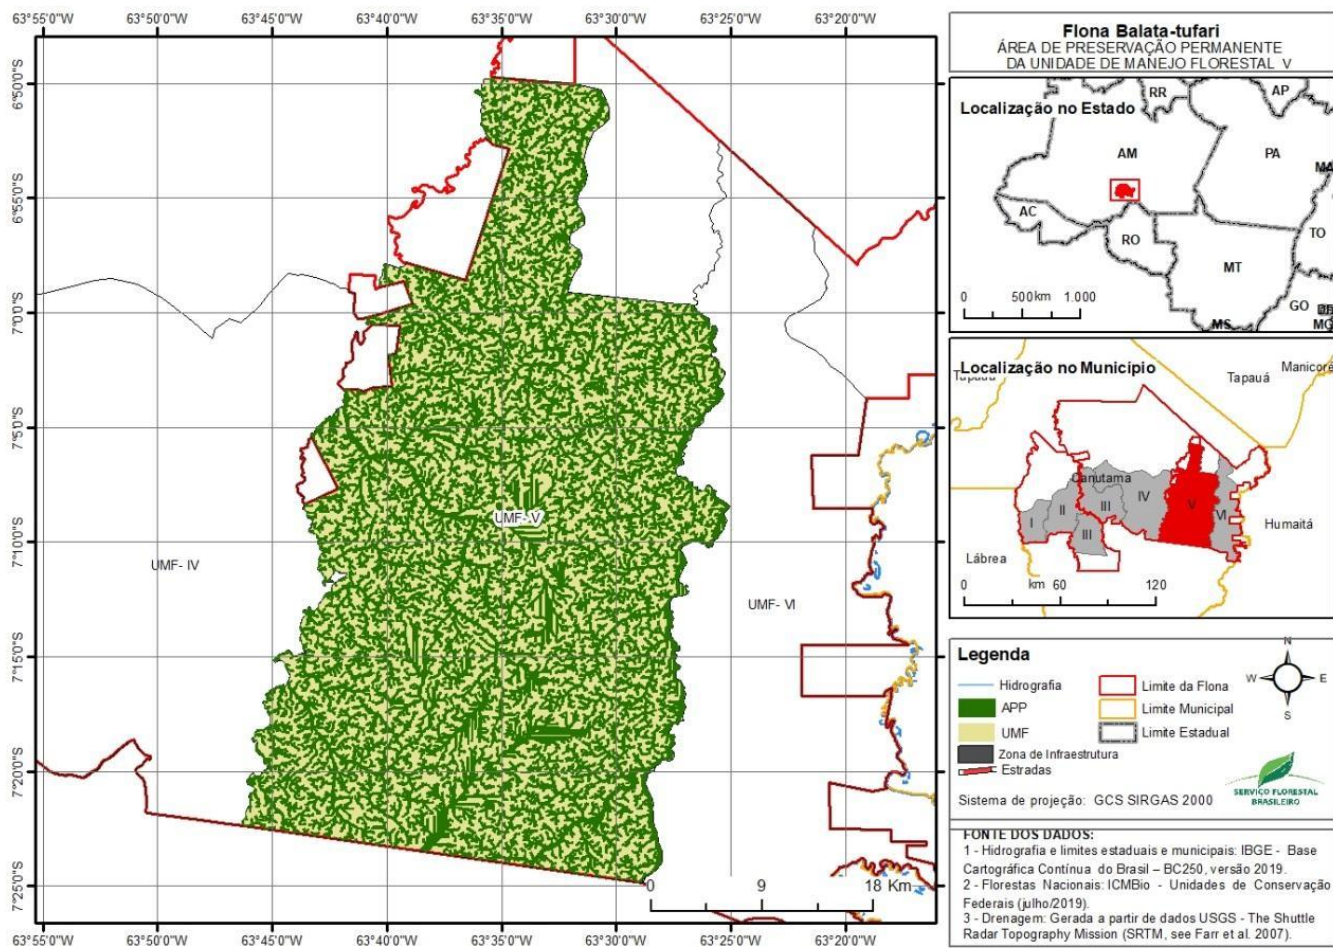 63°55'0"W 63°50'0"W 63°45'0"W 63°40'0"W 63°35'0"W 63°30'0"W 63°25'0"W 63°20'0"W
6°50'0"S
6°55'0"S
7°00'0"S
7°5'0"S
7°10'0"S
7°15'0"S
7°20'0"S
7°25'0"S
UMF- IV
UMF- V
UMF- VI
0 9 18 Km
63°55'0"W 63°50'0"W 63°45'0"W 63°40'0"W 63°35'0"W 63°30'0"W 63°25'0"W 63°20'0"W
Flona Balata-tufari
ÁREA DE PRESERVAÇÃO PERMANENTE
DA UNIDADE DE MANEJO FLORESTAL V
Localização no Estado
RR
AP
AM
PA
MA
AC
RO
TO
MT
GO
MS
MG
0 500 km 1.000
Localização no Município
Tapauá
Tapauá
Manicoré
Canutama
I
II
III
III
IV
V
VI
Humaitá
Lábrea
0 km 60 120
Legenda
Hidrografia
APP
UMF
Zona de Infraestrutura
Estradas
Limite da Flona
Limite Municipal
Limite Estadual
N
W E
S
Sistema de projeção: GCS SIRGAS 2000
SERVIÇO FLORESTAL
BRASILEIRO
FONTE DOS DADOS:
1 - Hidrografia e limites estaduais e municipais: IBGE - Base
Cartográfica Contínua do Brasil – BC250, versão 2019.
2 - Florestas Nacionais: ICMBio - Unidades de Conservação
Federais (julho/2019).
3 - Drenagem: Gerada a partir de dados USGS - The Shuttle
Radar Topography Mission (SRTM, see Farr et al. 2007).